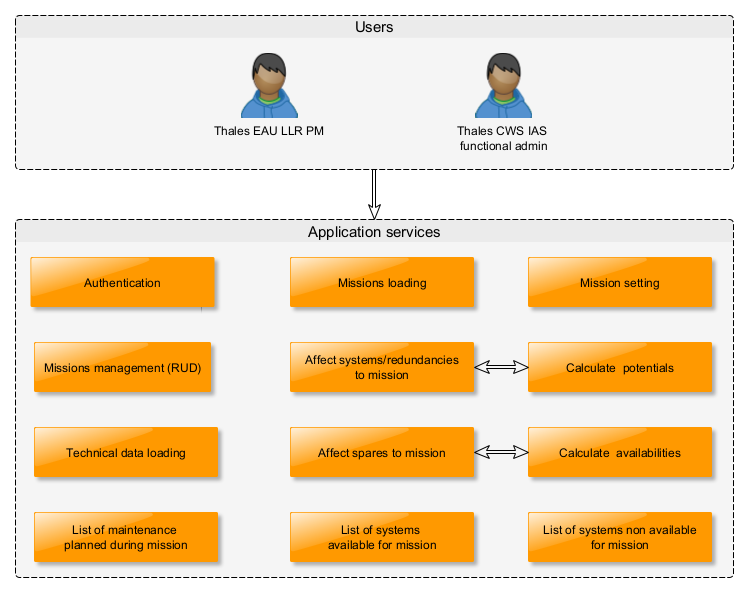 Users
Thales EAU LLR PM
Thales CWS IAS
functional admin
Application services
Authentication
Missions loading
Mission setting
Missions management (RUD)
Affect systems/redundancies
to mission
Calculate potentials
Technical data loading
Affect spares to mission
Calculate availabilities
List of maintenance
planned during mission
List of systems
available for mission
List of systems non available
for mission